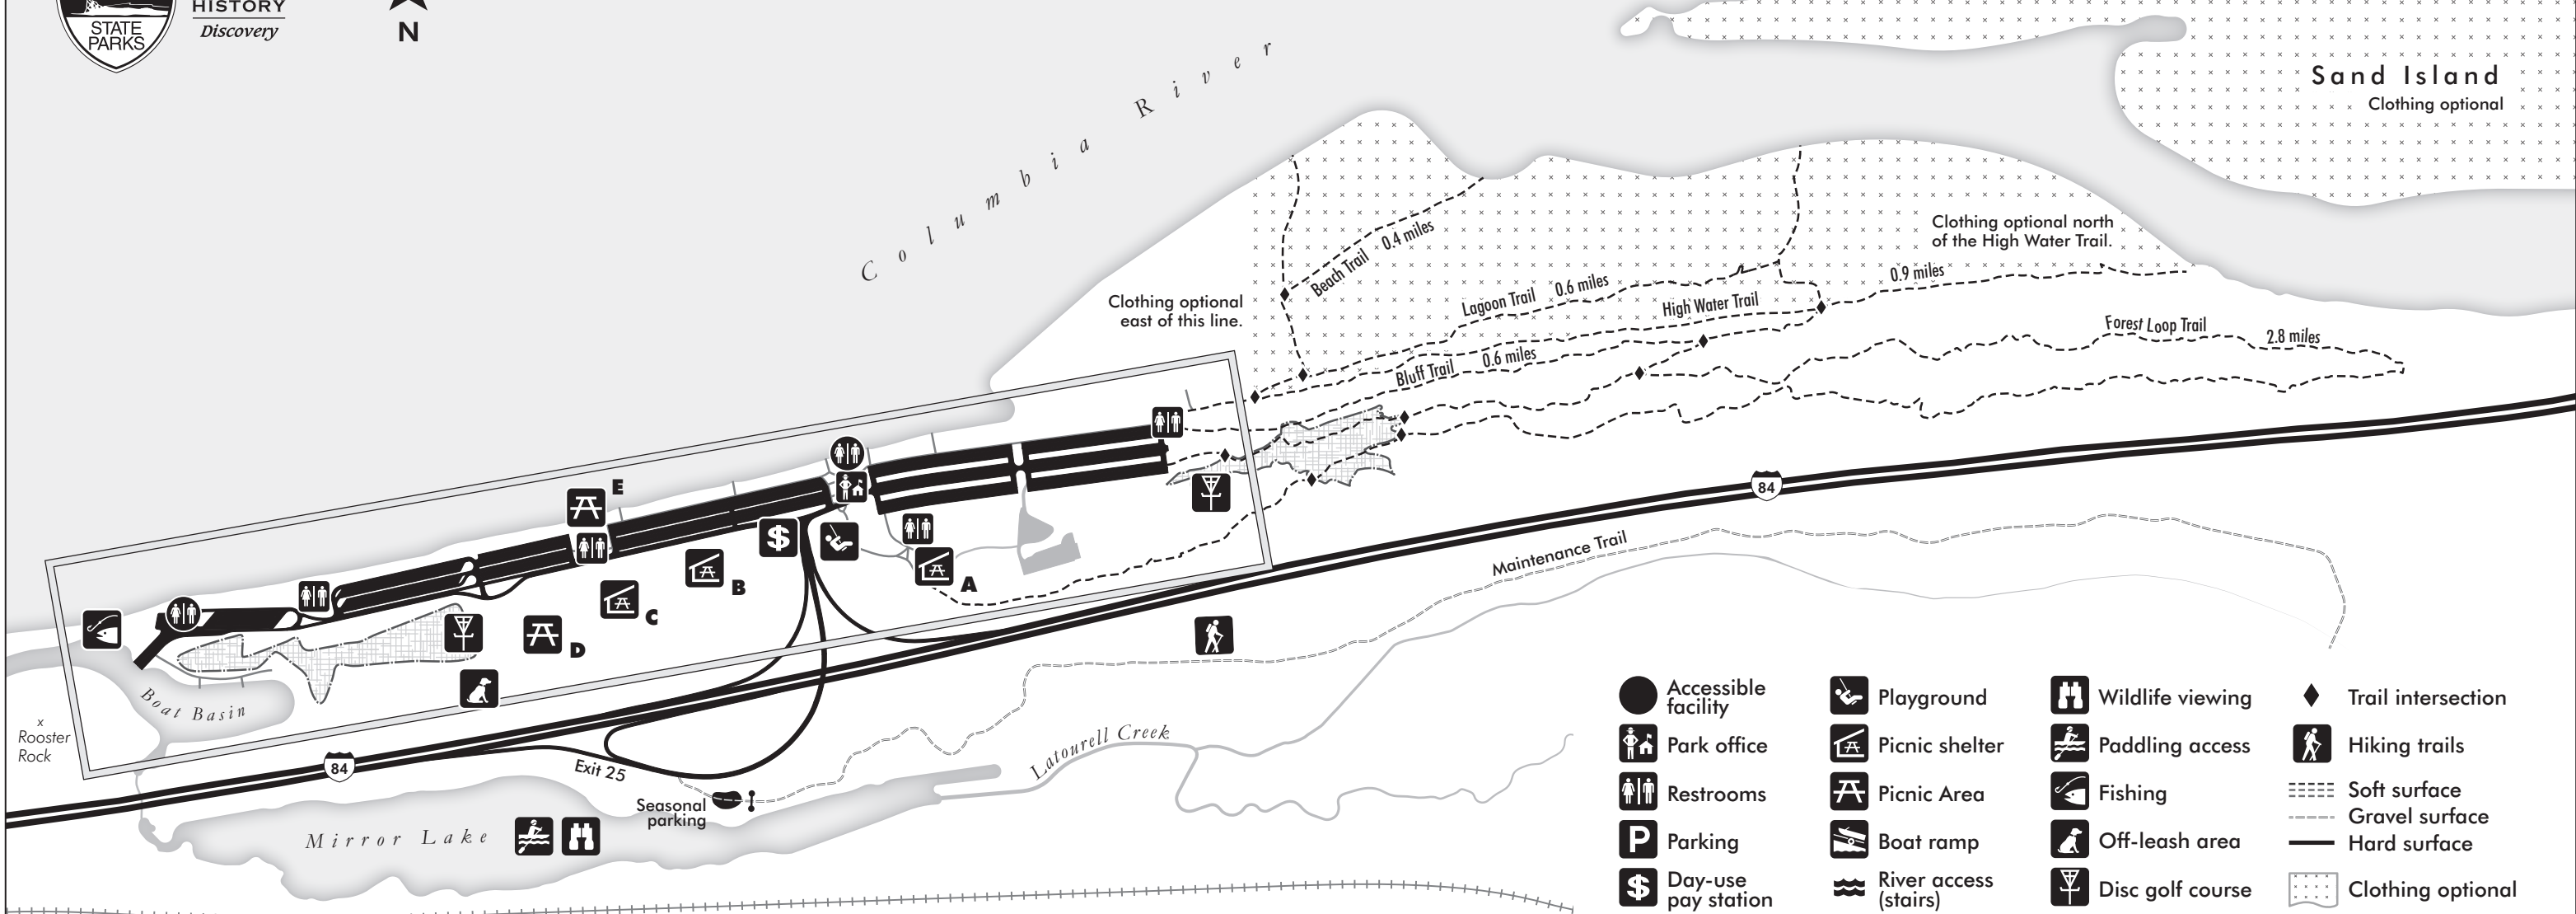 HISTORY
Discovery
STATE
PARKS
N
Columbia River
Sand Island
Clothing optional
Clothing optional north
of the High Water Trail.
Beach Trail 0.4 miles
Clothing optional
east of this line.
Lagoon Trail 0.6 miles
High Water Trail
0.9 miles
Bluff Trail 0.6 miles
Forest Loop Trail
2.8 miles
E
84
$
B
A
C
D
Maintenance Trail
Boat Basin
x
Rooster
Rock
84
Exit 25
Latourell Creek
Seasonal
parking
Mirror Lake
Accessible
facility
Park office
Restrooms
P Parking
$ Day-use
pay station
Playground
Picnic shelter
Picnic Area
Boat ramp
River access
(stairs)
Wildlife viewing
Paddling access
Fishing
Off-leash area
Disc golf course
Trail intersection
Hiking trails
Soft surface
Gravel surface
Hard surface
Clothing optional